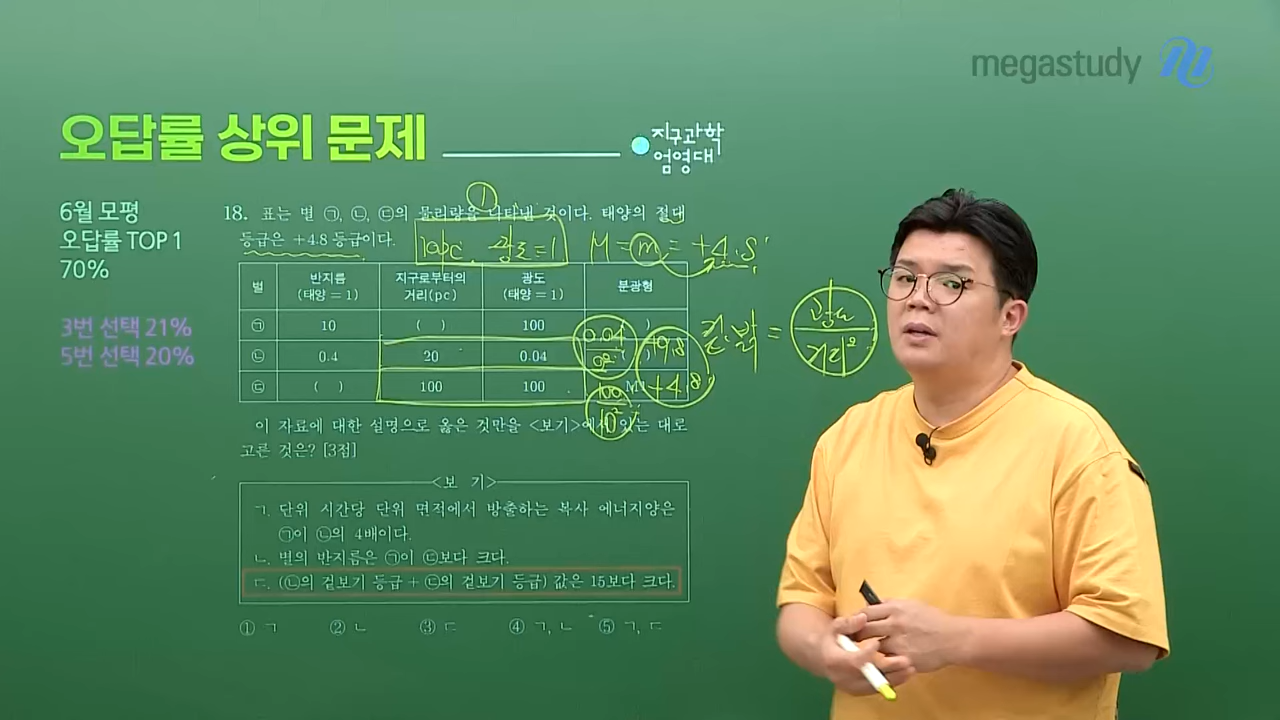 megastudy
오답률 상위 문제
지구과학
엄영대
6월 모평
오답률 TOP 1
70%
3번 선택 21%
5번 선택 20%
①
18. 표는 별 ㉠, ㉡, ㉢의 물리량을 나타낸 것이다. 태양의 절대
등급은 +4.8 등급이다.
10pc. 광도=1
M = m = +4.8
별 반지름 (태양 = 1) 지구로부터의 거리(pc) 광도 (태양 = 1) 분광형
㉠ 10 ( ) 100 ( )
㉡ 0.4 20 0.04 ( )
㉢ ( ) 100 100 M1
0.04
+9.8
100
10²
+4.8
겉.밝 = 광도 / 거리²
이 자료에 대한 설명으로 옳은 것만을 <보기>에서 있는 대로
고른 것은? [3점]
<보 기>
ㄱ. 단위 시간당 단위 면적에서 방출하는 복사 에너지양은
㉠이 ㉡의 4배이다.
ㄴ. 별의 반지름은 ㉠이 ㉢보다 크다.
ㄷ. (㉡의 겉보기 등급 + ㉢의 겉보기 등급) 값은 15보다 크다.
① ㄱ ② ㄴ ③ ㄷ ④ ㄱ, ㄴ ⑤ ㄱ, ㄷ